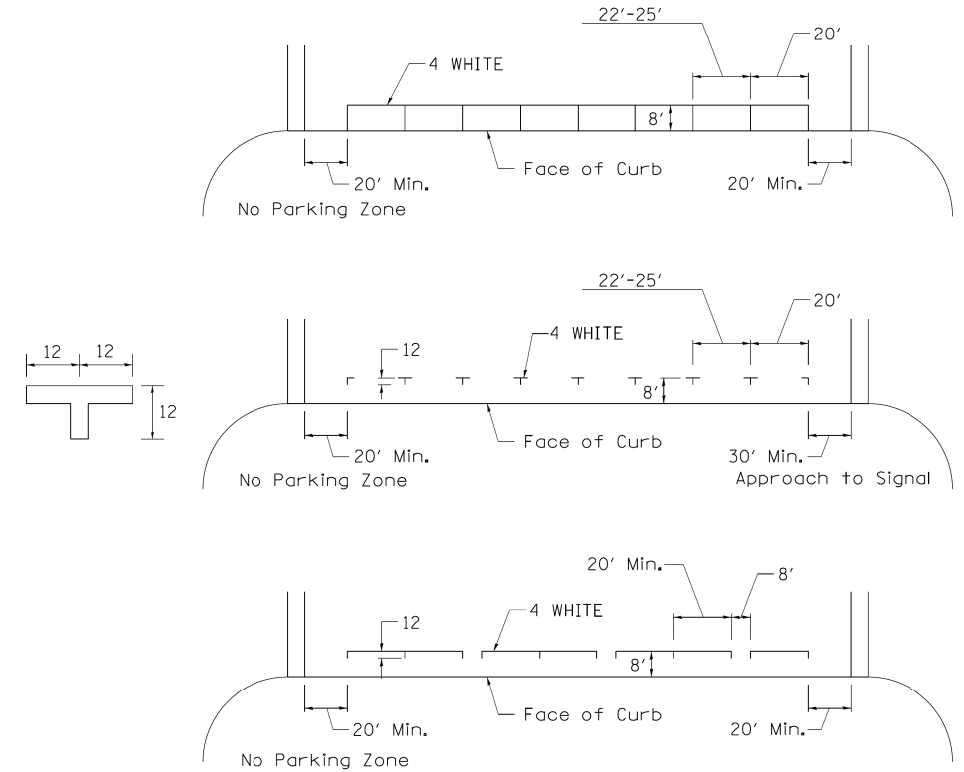 22'-25'
20'
4 WHITE
8'
Face of Curb
20' Min.
20' Min.
No Parking Zone
22'-25'
20'
4 WHITE
12
12 12
12
8'
Face of Curb
20' Min.
30' Min.
No Parking Zone
Approach to Signal
20' Min.
8'
4 WHITE
12
8'
Face of Curb
20' Min.
20' Min.
No Parking Zone